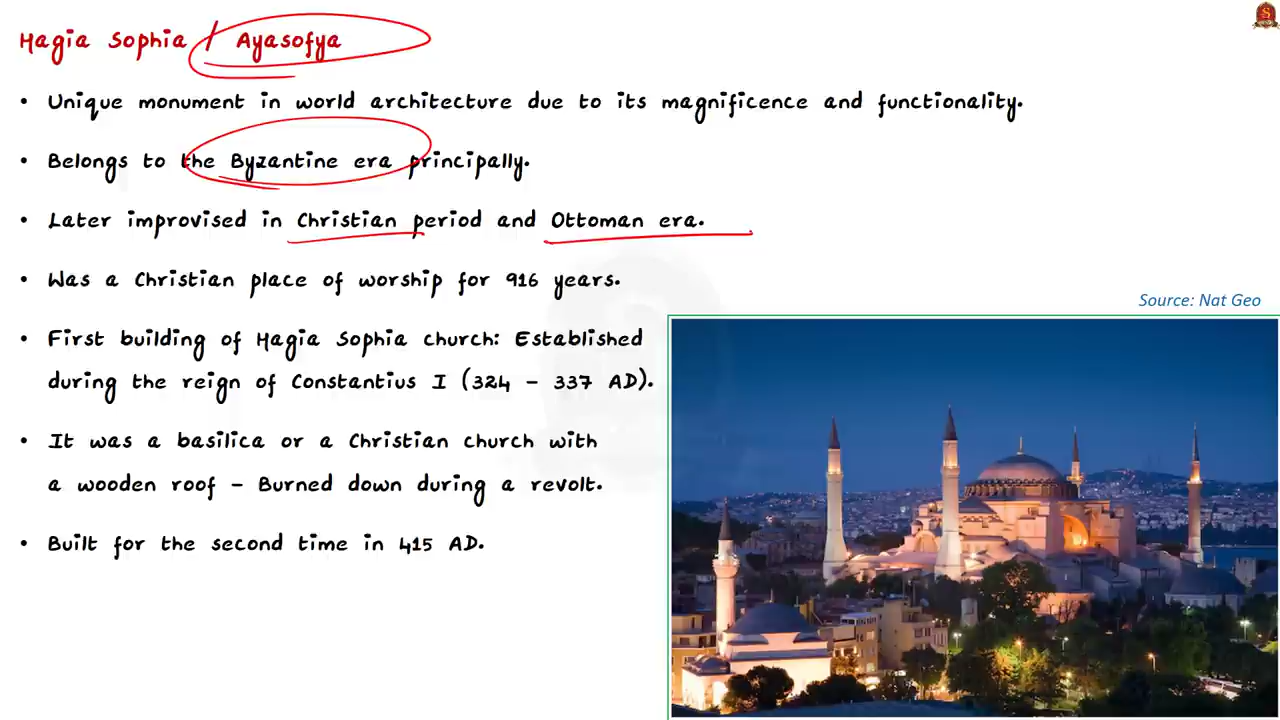 Hagia Sophia / Ayasofya
• Unique monument in world architecture due to its magnificence and functionality.
• Belongs to the Byzantine era principally.
• Later improvised in Christian period and Ottoman era.
• Was a Christian place of worship for 916 years.
Source: Nat Geo
• First building of Hagia Sophia church: Established
during the reign of Constantius I (324 – 337 AD).
• It was a basilica or a Christian church with
a wooden roof – Burned down during a revolt.
• Built for the second time in 415 AD.